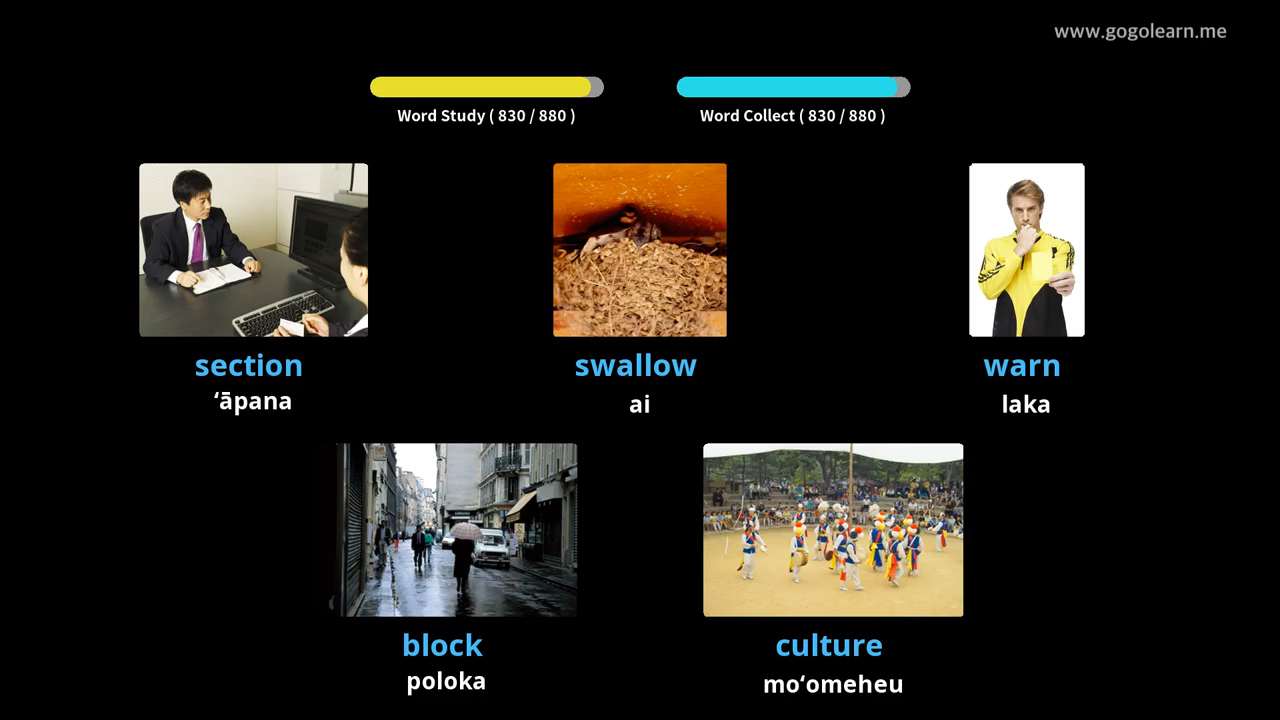 www.gogolearn.me
Word Study ( 830 / 880 )
Word Collect ( 830 / 880 )
section
ʻāpana
swallow
ai
warn
laka
block
poloka
culture
moʻomeheu